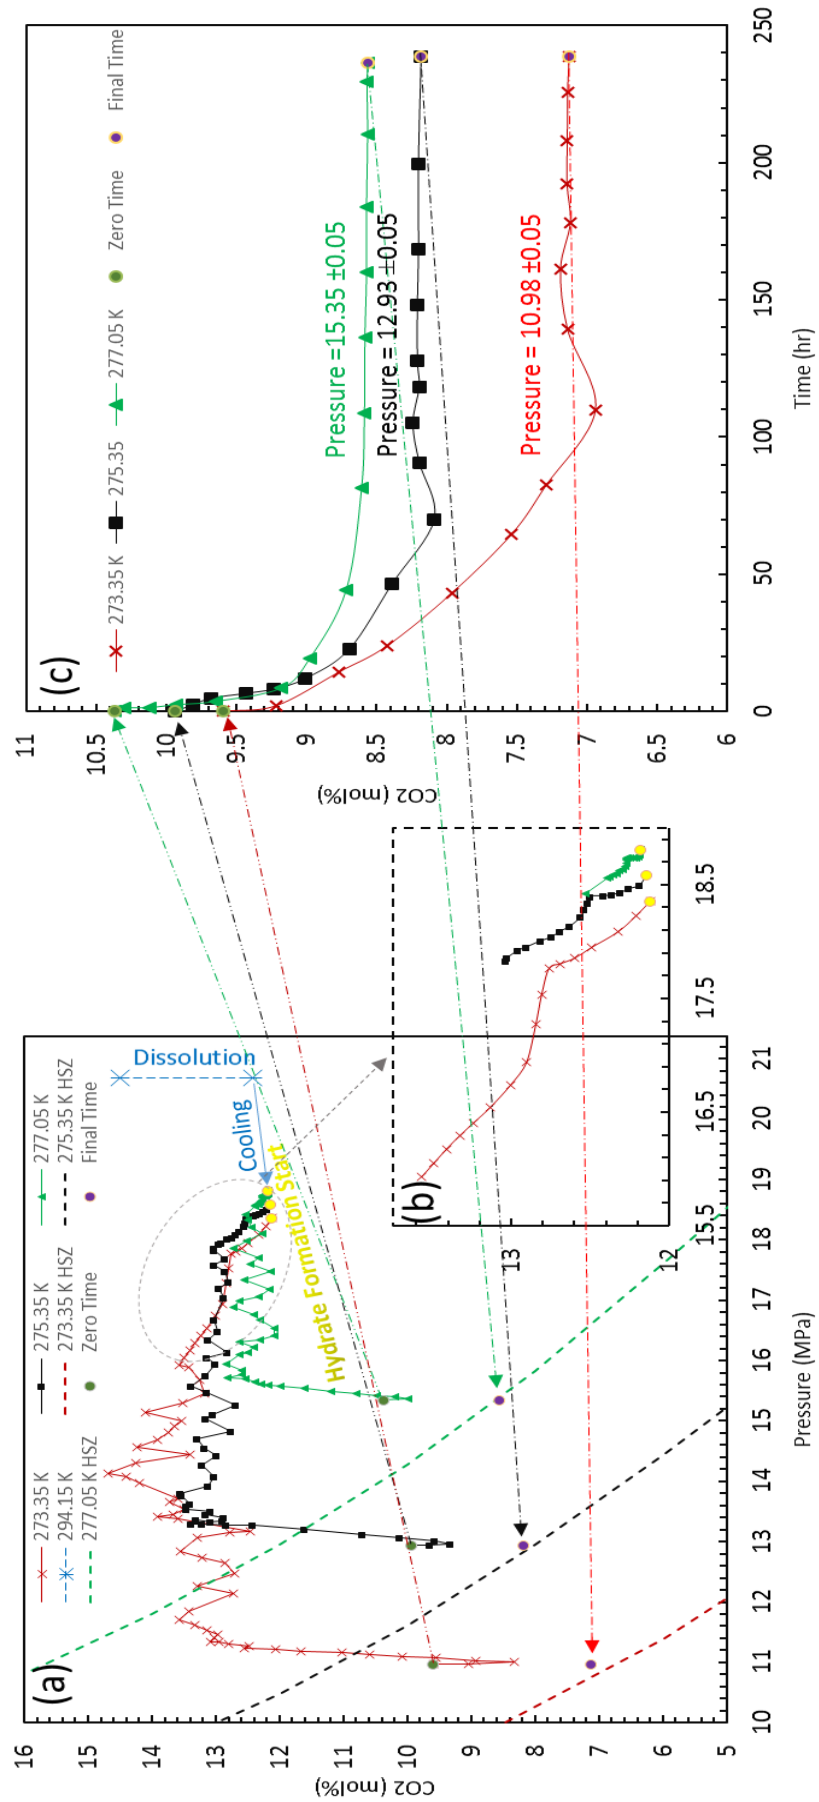 (a)
273.35 K
275.35 K
277.05 K
294.15 K
273.35 K HSZ
275.35 K HSZ
277.05 K HSZ
Zero Time
Final Time
Dissolution
Cooling
Hydrate Formation Start
16
15
14
13
12
11
10
9
8
7
6
5
CO2 (mol%)
10
11
12
13
14
15
16
17
18
19
20
21
Pressure (MPa)
(b)
13
12
15.5
16.5
17.5
18.5
(c)
273.35 K
275.35
277.05 K
Zero Time
Final Time
Pressure =15.35 ±0.05
Pressure = 12.93 ±0.05
Pressure = 10.98 ±0.05
11
10.5
10
9.5
9
8.5
8
7.5
7
6.5
6
CO2 (mol%)
0
50
100
150
200
250
Time (hr)